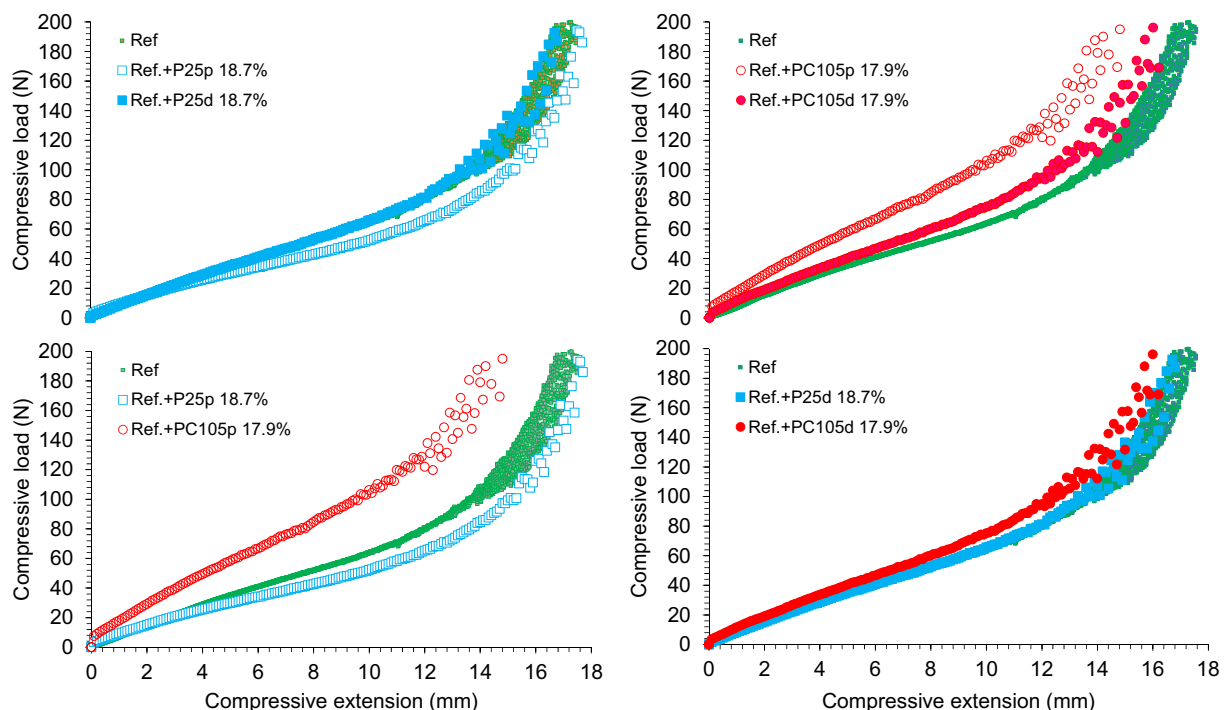 Compressive load (N)
200
180
160
140
120
100
80
60
40
20
0
Ref
Ref.+P25p 18.7%
Ref.+P25d 18.7%
Compressive load (N)
200
180
160
140
120
100
80
60
40
20
0
Ref
Ref.+PC105p 17.9%
Ref.+PC105d 17.9%
Compressive load (N)
200
180
160
140
120
100
80
60
40
20
0
Ref
Ref.+P25p 18.7%
Ref.+PC105p 17.9%
0 2 4 6 8 10 12 14 16 18
Compressive extension (mm)
Compressive load (N)
200
180
160
140
120
100
80
60
40
20
0
Ref
Ref.+P25d 18.7%
Ref.+PC105d 17.9%
0 2 4 6 8 10 12 14 16 18
Compressive extension (mm)